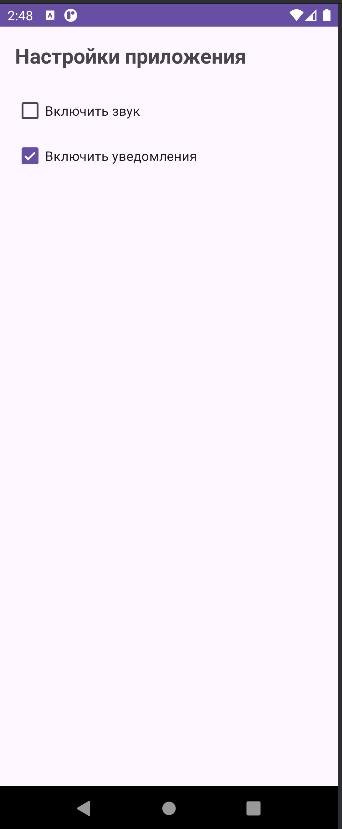 2:48
Настройки приложения
Включить звук
Включить уведомления